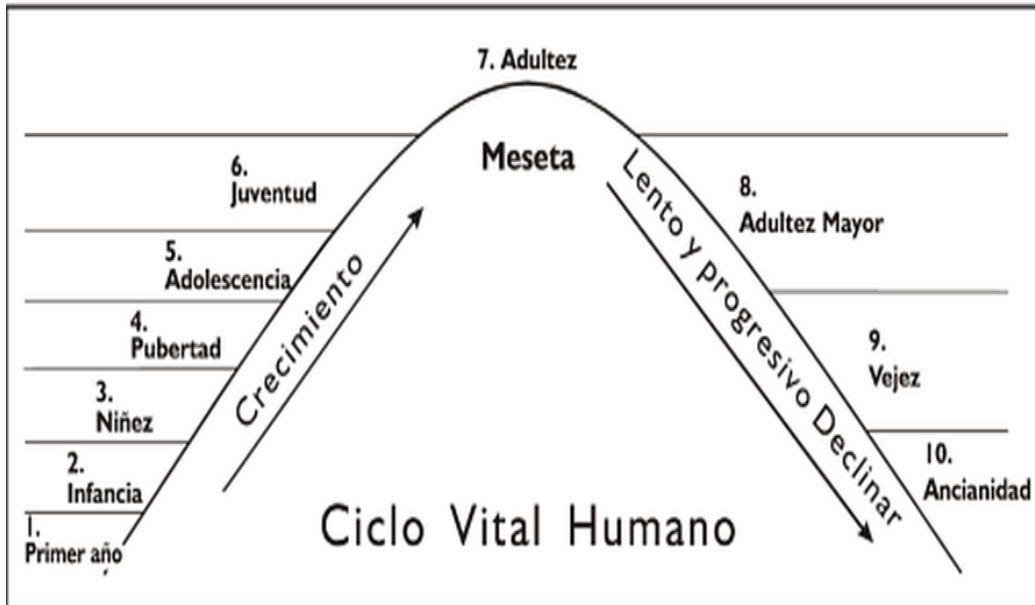 7. Adultez
Meseta
6.
Juventud
5.
Adolescencia
4.
Pubertad
3.
Niñez
2.
Infancia
1.
Primer año
Crecimiento
Lento y progresivo Declinar
8.
Adultez Mayor
9.
Vejez
10.
Ancianidad
Ciclo Vital Humano